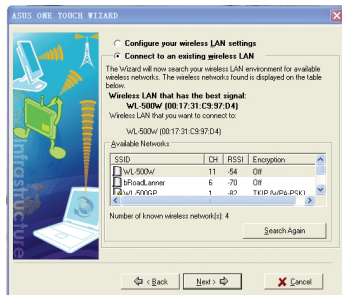 ASUS ONE TOUCH WIZARD
Configure your wireless LAN settings
Connect to an existing wireless LAN
The Wizard will now search your wireless LAN environment for available
wireless networks. The wireless networks found is displayed on the table
below.
Wireless LAN that has the best signal:
WL-500W (00:17:31:C9:97:D4)
Wireless LAN that you want to connect to:
WL-500W (00:17:31:C9:97:D4)
Available Networks
SSID CH RSSI Encryption
WL-500W 11 -54 Off
bRoadLanner 6 -70 Off
WL-500GP 1 -82 TKIP (WPA-PSK)
Number of known wireless network(s): 4
Search Again
Infrastructure
< Back Next > Cancel